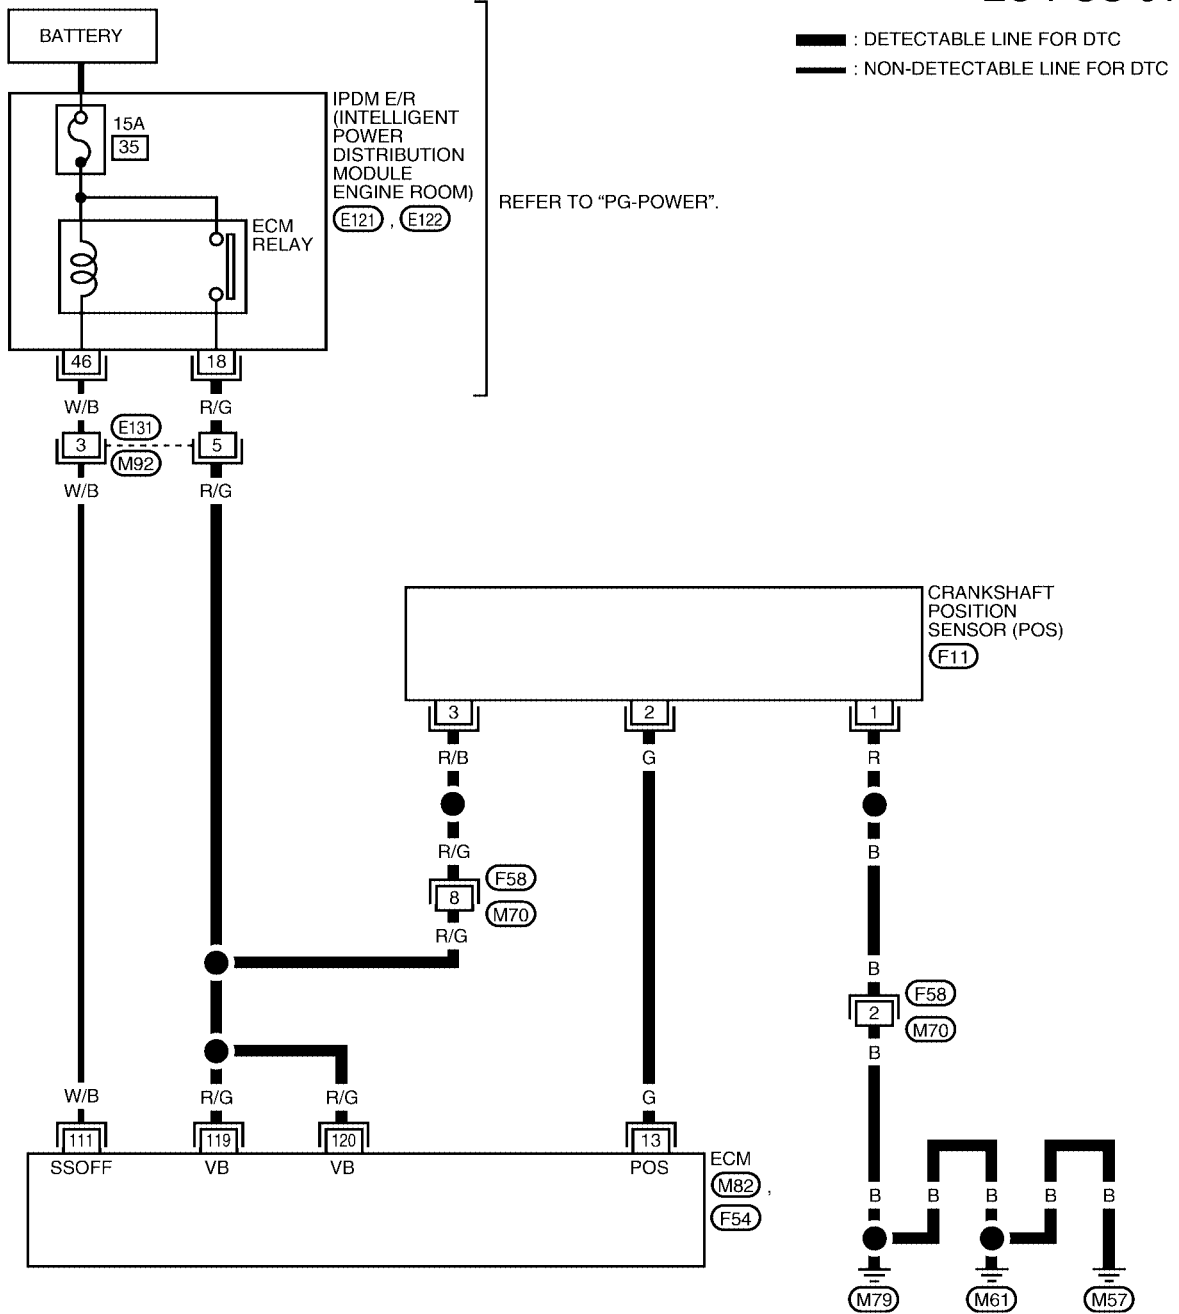 BATTERY
: DETECTABLE LINE FOR DTC
: NON-DETECTABLE LINE FOR DTC
15A
35
IPDM E/R
(INTELLIGENT
POWER
DISTRIBUTION
MODULE
ENGINE ROOM)
E121 , E122
REFER TO “PG-POWER”.
ECM
RELAY
46 18
W/B R/G
3 E131 5
M92
W/B R/G
CRANKSHAFT
POSITION
SENSOR (POS)
F11
3 2 1
R/B G R
R/G B
8 F58
M70
R/G
B
2 F58
M70
B
W/B R/G R/G G
111 119 120 13
SSOFF VB VB POS
ECM
M82 ,
F54
B B B B B
M79 M61 M57